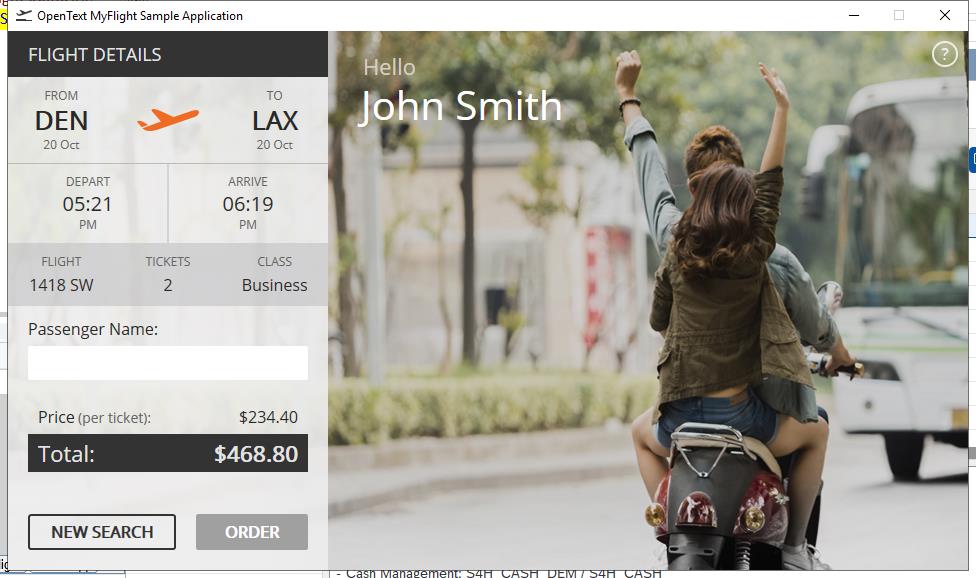 OpenText MyFlight Sample Application
FLIGHT DETAILS
FROM
DEN
20 Oct
TO
LAX
20 Oct
DEPART
05:21
PM
ARRIVE
06:19
PM
FLIGHT
1418 SW
TICKETS
2
CLASS
Business
Passenger Name:
Price (per ticket): $234.40
Total: $468.80
NEW SEARCH
ORDER
Hello
John Smith
?
- Cash Management: S4H_CASH_DEM / S4H_CASH